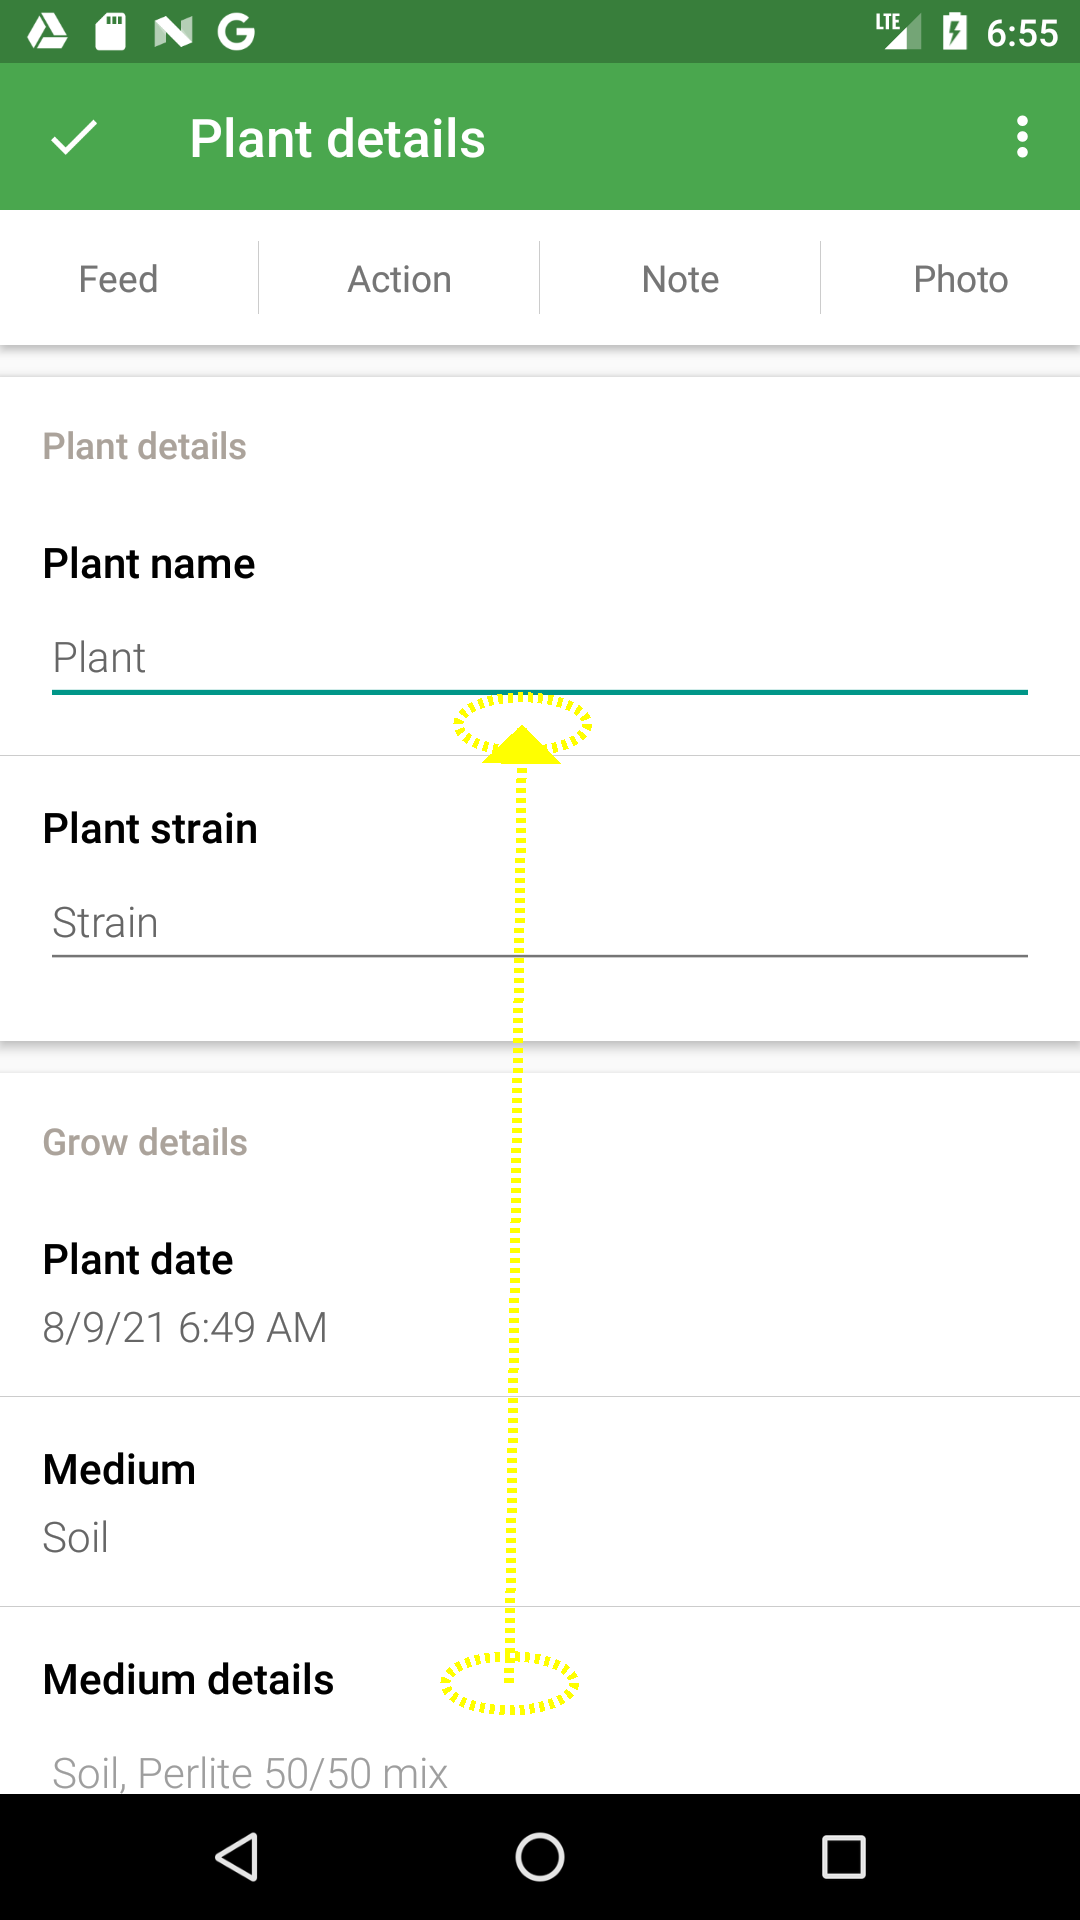 LTE 6:55
Plant details
Feed Action Note Photo
Plant details
Plant name
Plant
Plant strain
Strain
Grow details
Plant date
8/9/21 6:49 AM
Medium
Soil
Medium details
Soil, Perlite 50/50 mix